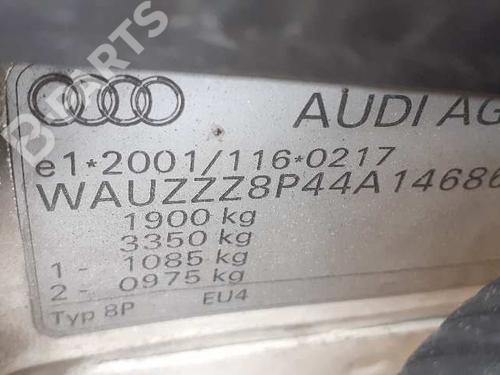 AUDI AG
e1*2001/116*0217
WAUZZZ8P44A14686
1900 kg
3350 kg
1 - 1085 kg
2 - 0975 kg
Typ 8P EU4
B-PARTS